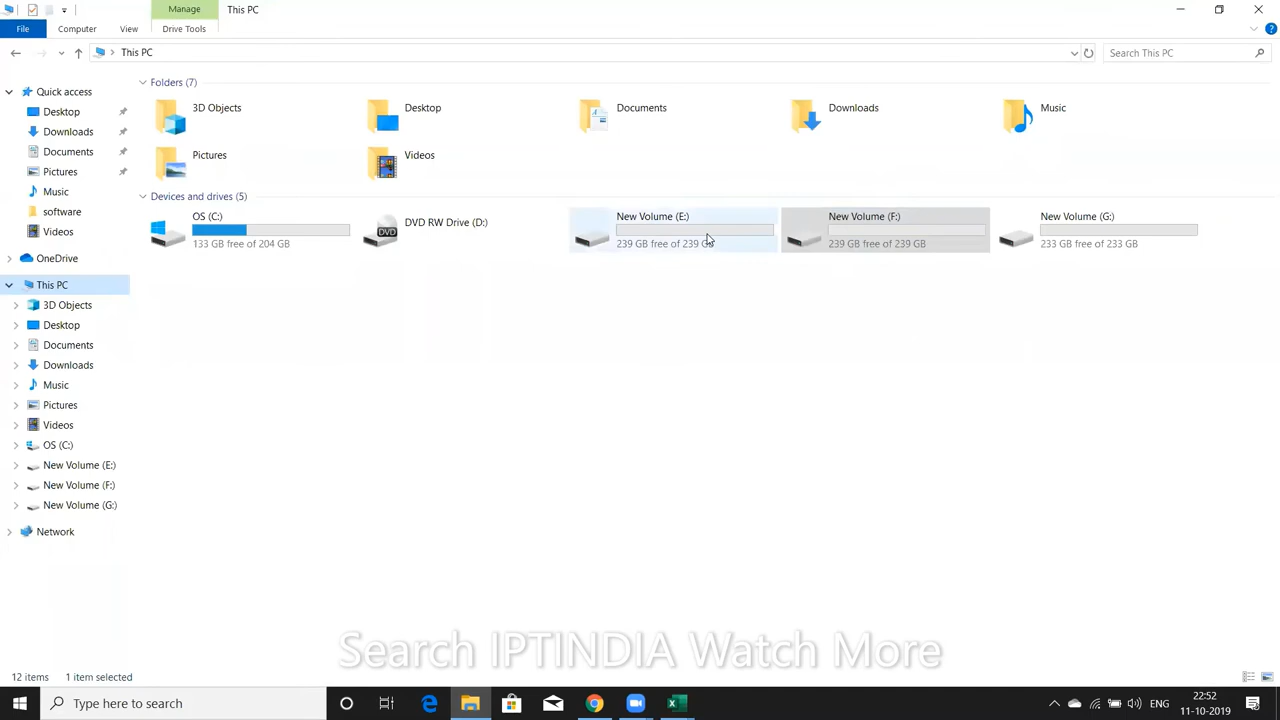 Manage
This PC
File
Computer
View
Drive Tools
This PC
Search This PC
Quick access
Desktop
Downloads
Documents
Pictures
Music
software
Videos
OneDrive
This PC
3D Objects
Desktop
Documents
Downloads
Music
Pictures
Videos
OS (C:)
New Volume (E:)
New Volume (F:)
New Volume (G:)
Network
Folders (7)
3D Objects
Desktop
Documents
Downloads
Music
Pictures
Videos
Devices and drives (5)
OS (C:)
133 GB free of 204 GB
DVD
DVD RW Drive (D:)
New Volume (E:)
239 GB free of 239
New Volume (F:)
239 GB free of 239 GB
New Volume (G:)
233 GB free of 233 GB
Search IPTINDIA Watch More
12 items
1 item selected
Type here to search
ENG
22:52
11-10-2019